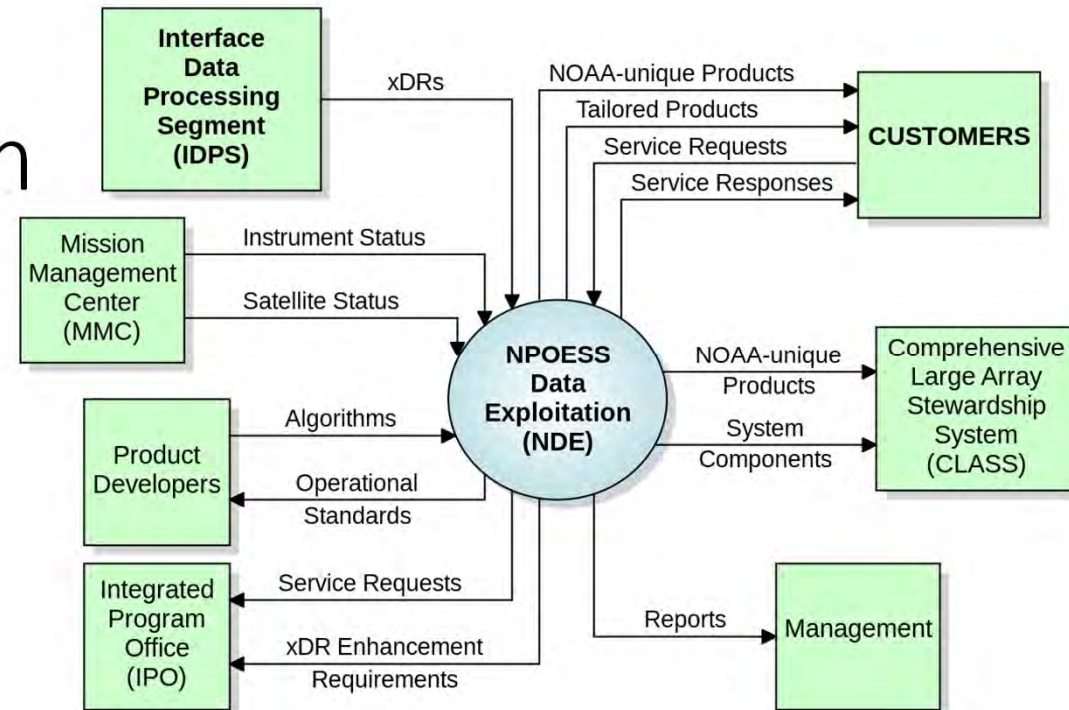 Interface
Data
Processing
Segment
(IDPS)
xDRs
NOAA-unique Products
Tailored Products
Service Requests
Service Responses
CUSTOMERS
n
Mission
Management
Center
(MMC)
Instrument Status
Satellite Status
NPOESS
Data
Exploitation
(NDE)
NOAA-unique
Products
System
Components
Comprehensive
Large Array
Stewardship
System
(CLASS)
Product
Developers
Algorithms
Operational
Standards
Integrated
Program
Office
(IPO)
Service Requests
xDR Enhancement
Requirements
Reports
Management